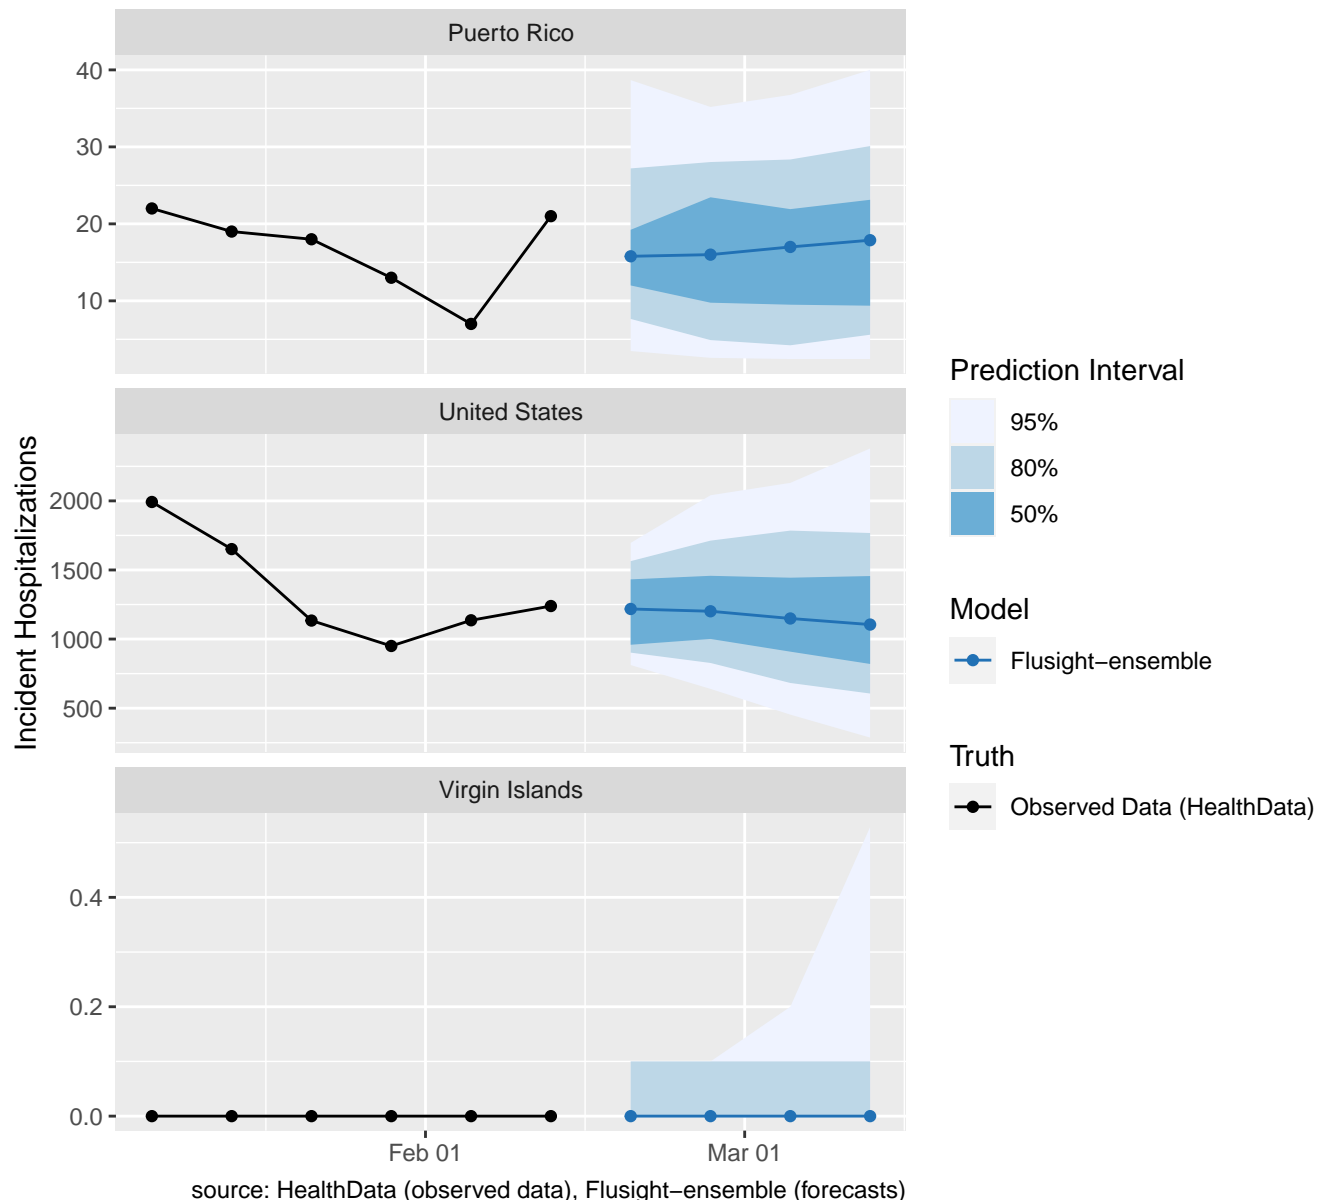 Puerto Rico
40
30
20
10
United States
2000
1500
1000
500
Virgin Islands
0.4
0.2
0.0
Feb 01
Mar 01
Incident Hospitalizations
source: HealthData (observed data), Flusight−ensemble (forecasts)
Prediction Interval
95%
80%
50%
Model
Flusight−ensemble
Truth
Observed Data (HealthData)